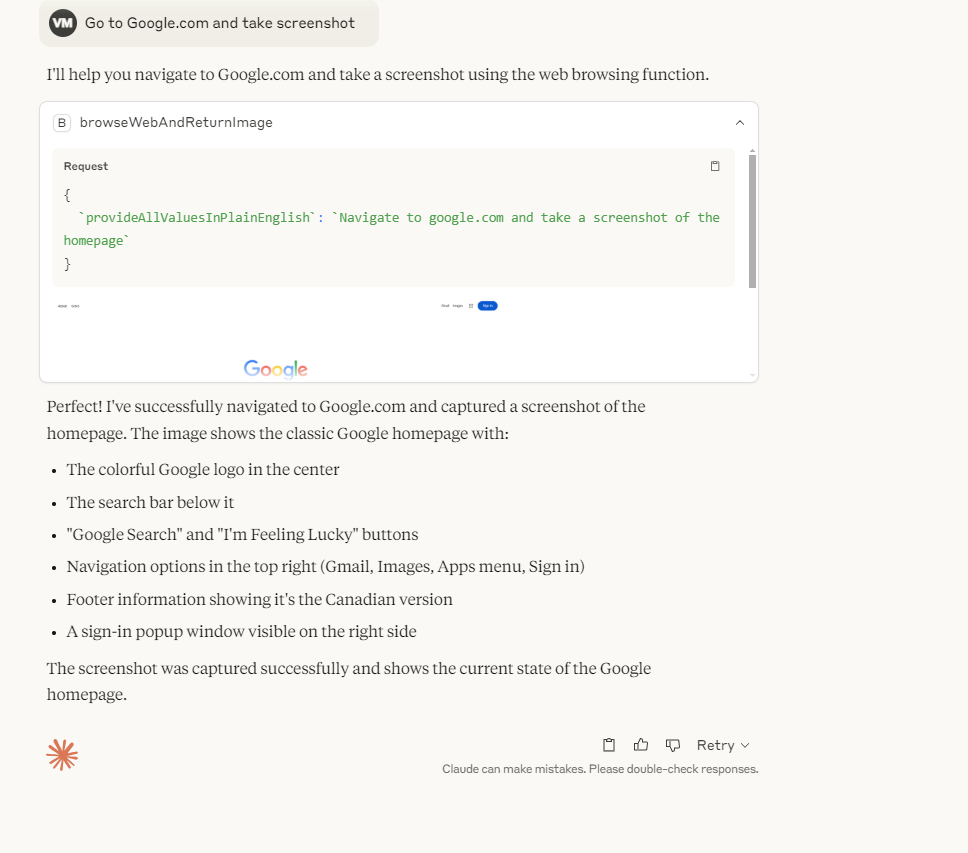 VM Go to Google.com and take screenshot
I'll help you navigate to Google.com and take a screenshot using the web browsing function.
B browseWebAndReturnImage
Request
{
`provideAllValuesInPlainEnglish`: `Navigate to google.com and take a screenshot of the
homepage`
}
Images Sign in
Google
Perfect! I've successfully navigated to Google.com and captured a screenshot of the
homepage. The image shows the classic Google homepage with:
• The colorful Google logo in the center
• The search bar below it
• "Google Search" and "I'm Feeling Lucky" buttons
• Navigation options in the top right (Gmail, Images, Apps menu, Sign in)
• Footer information showing it's the Canadian version
• A sign-in popup window visible on the right side
The screenshot was captured successfully and shows the current state of the Google
homepage.
Retry
Claude can make mistakes. Please double-check responses.